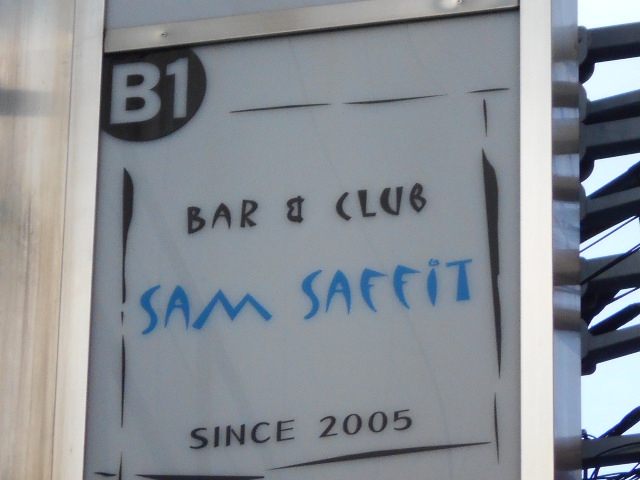 B1
BAR & CLUB
SAM SAFFiT
SINCE 2005